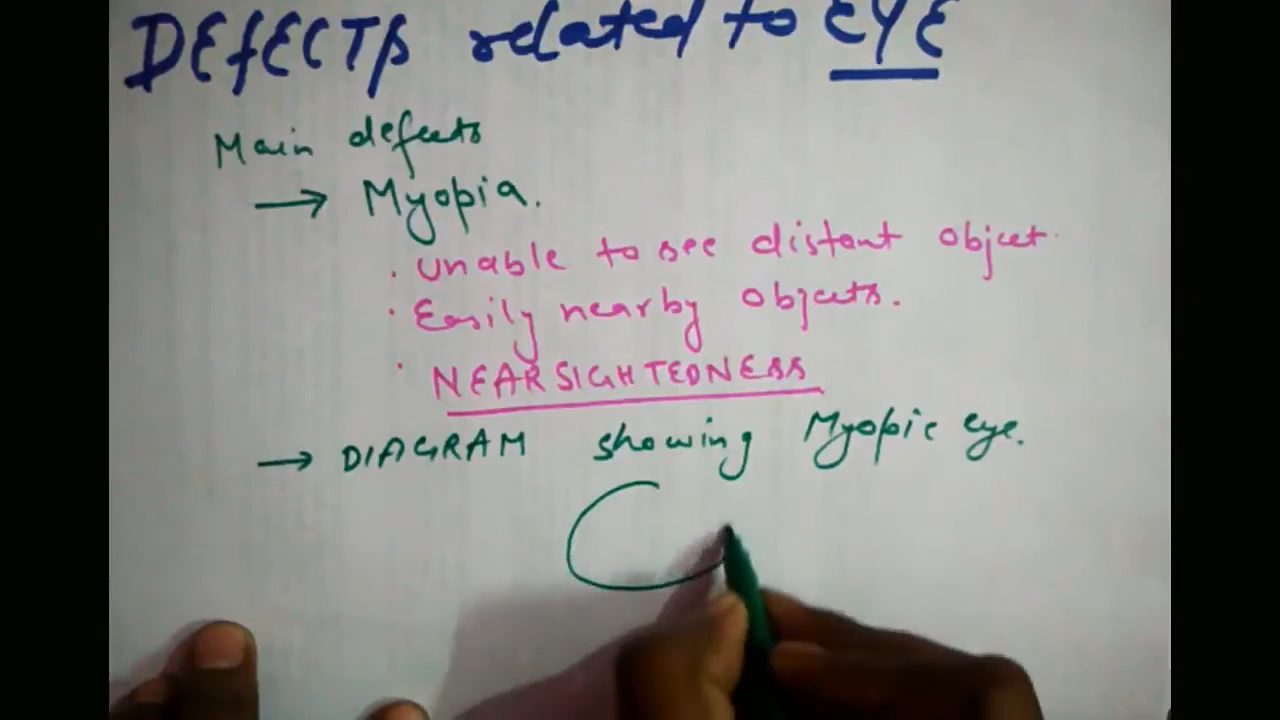 DEFECTS related to EYE
Main defects
→ Myopia.
· Unable to see distant objcet.
· Easily nearby objects.
· NEARSIGHTEDNESS
→ DIAGRAM showing Myopic eye.